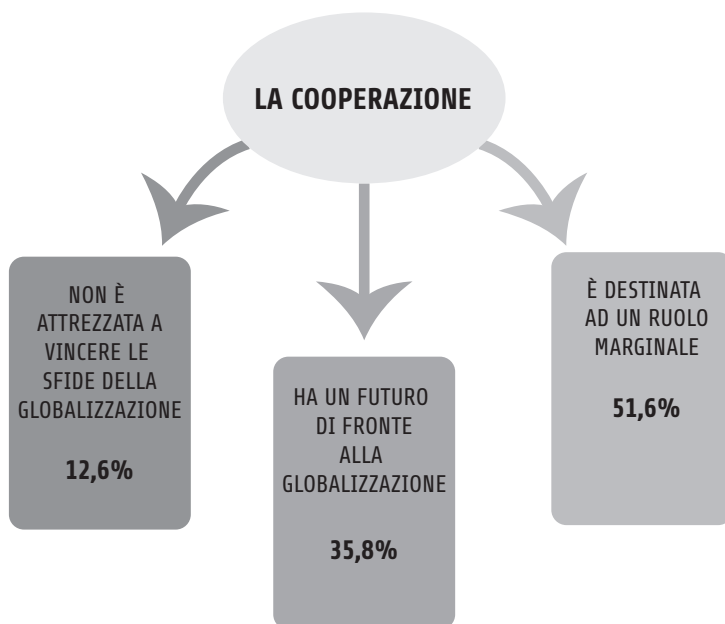 LA COOPERAZIONE
NON È
ATTREZZATA A
VINCERE LE
SFIDE DELLA
GLOBALIZZAZIONE
12,6%
HA UN FUTURO
DI FRONTE
ALLA
GLOBALIZZAZIONE
35,8%
È DESTINATA
AD UN RUOLO
MARGINALE
51,6%